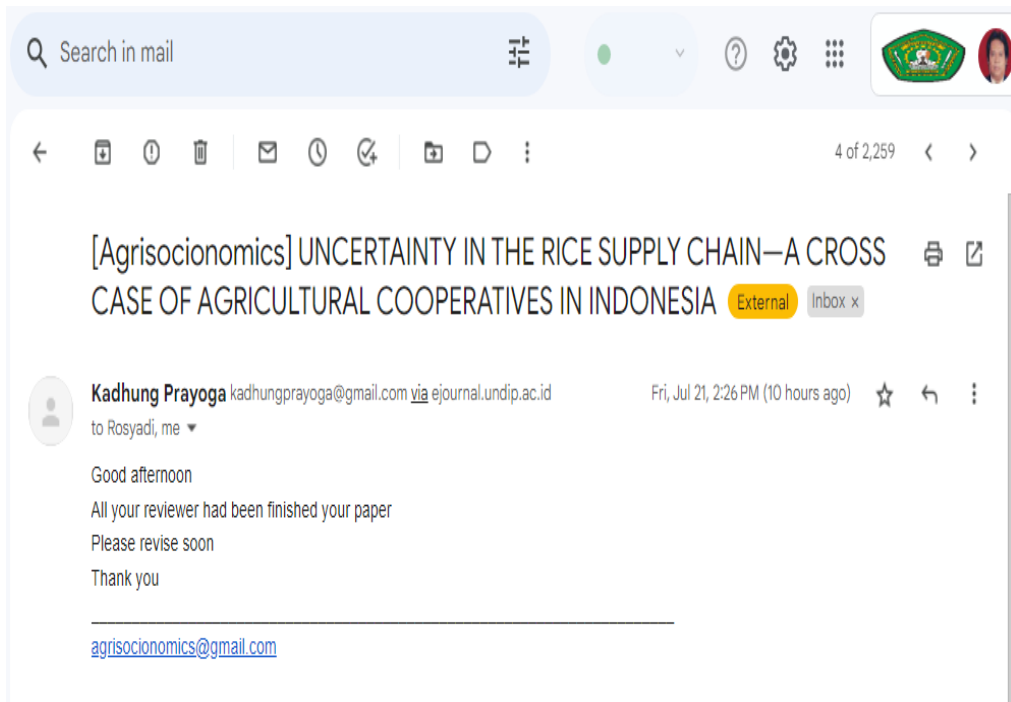 Search in mail
4 of 2,259
[Agrisocionomics] UNCERTAINTY IN THE RICE SUPPLY CHAIN—A CROSS
CASE OF AGRICULTURAL COOPERATIVES IN INDONESIA External Inbox x
Kadhung Prayoga kadhungprayoga@gmail.com via ejournal.undip.ac.id Fri, Jul 21, 2:26 PM (10 hours ago)
to Rosyadi, me
Good afternoon
All your reviewer had been finished your paper
Please revise soon
Thank you
agrisocionomics@gmail.com